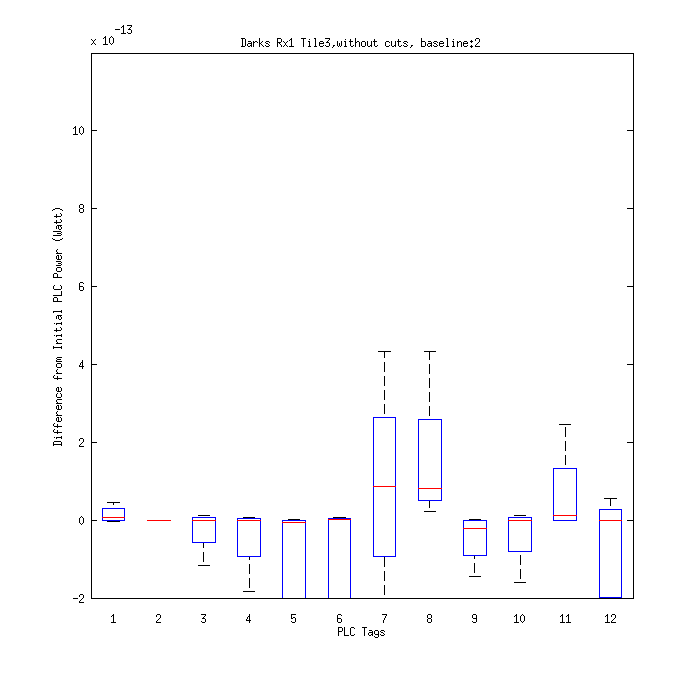 x 10-13
Darks Rx1 Tile3,without cuts, baseline:2
Difference from Initial PLC Power (Watt)
10
8
6
4
2
0
-2
1 2 3 4 5 6 7 8 9 10 11 12
PLC Tags